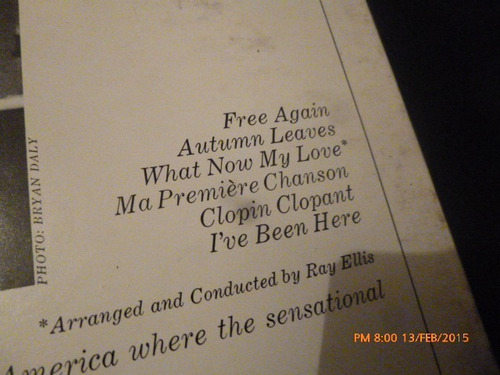 Free Again
Autumn Leaves
What Now My Love*
Ma Première Chanson
Clopin Clopant
I've Been Here
*Arranged and Conducted by Ray Ellis
America where the sensational
PHOTO: BRYAN DALY
PM 8:00 13/FEB/2015